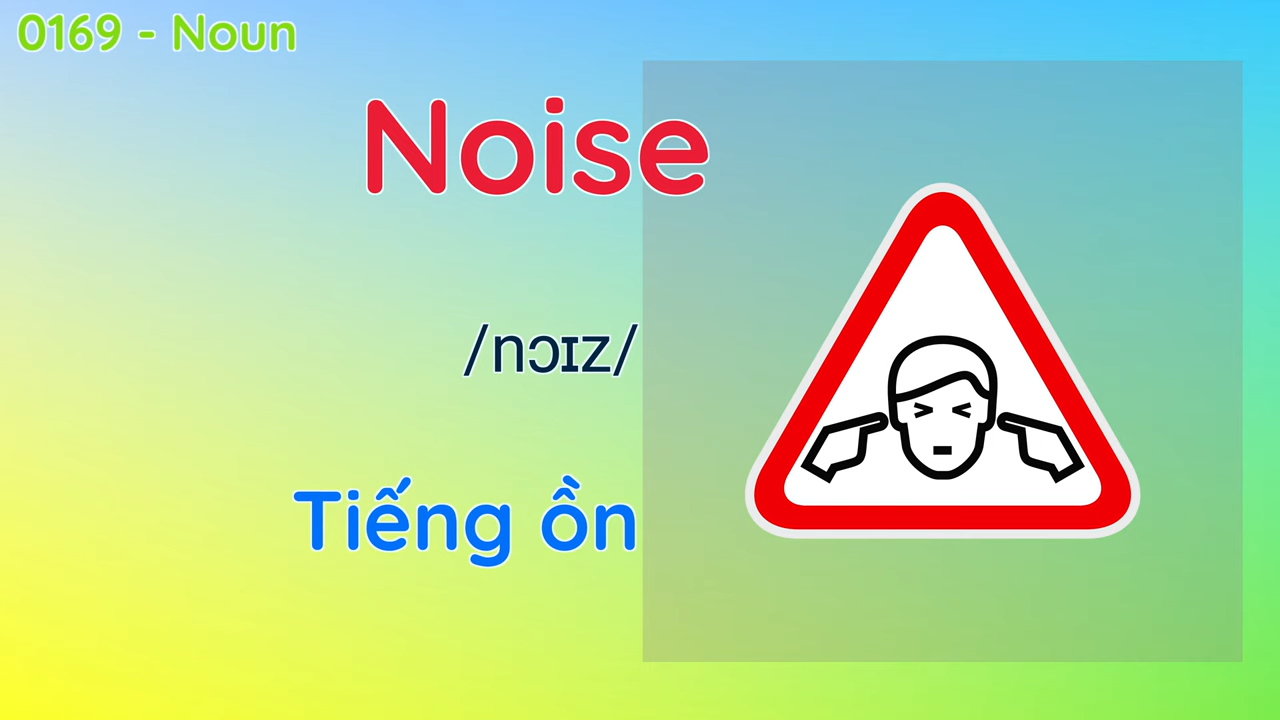 0169 - Noun
Noise
/nɔɪz/
Tiếng ồn